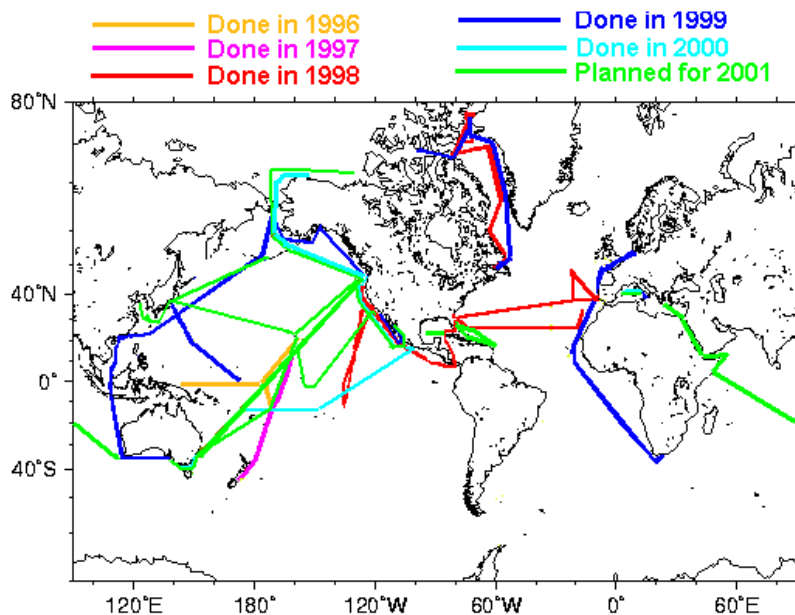 Done in 1996
Done in 1997
Done in 1998
Done in 1999
Done in 2000
Planned for 2001
80°N
40°N
0°
40°S
120°E
180°
120°W
60°W
0°
60°E